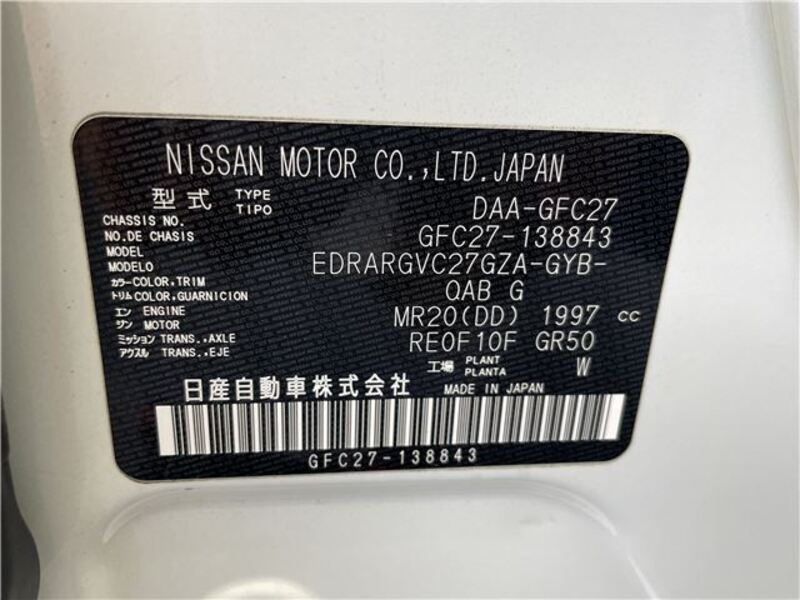 NISSAN MOTOR CO.,LTD.JAPAN
型式 TYPE TIPO DAA-GFC27
CHASSIS NO. NO.DE CHASIS GFC27-138843
MODEL MODELO EDRARGVC27GZA-GYB-
カラー COLOR,TRIM トリム COLOR,GUARNICION QAB G
エンジン ENGINE MOTOR MR20(DD) 1997 CC
ミッション TRANS.,AXLE アクスル TRANS.,EJE RE0F10F GR50
工場 PLANT PLANTA W
日産自動車株式会社 MADE IN JAPAN
GFC27-138843